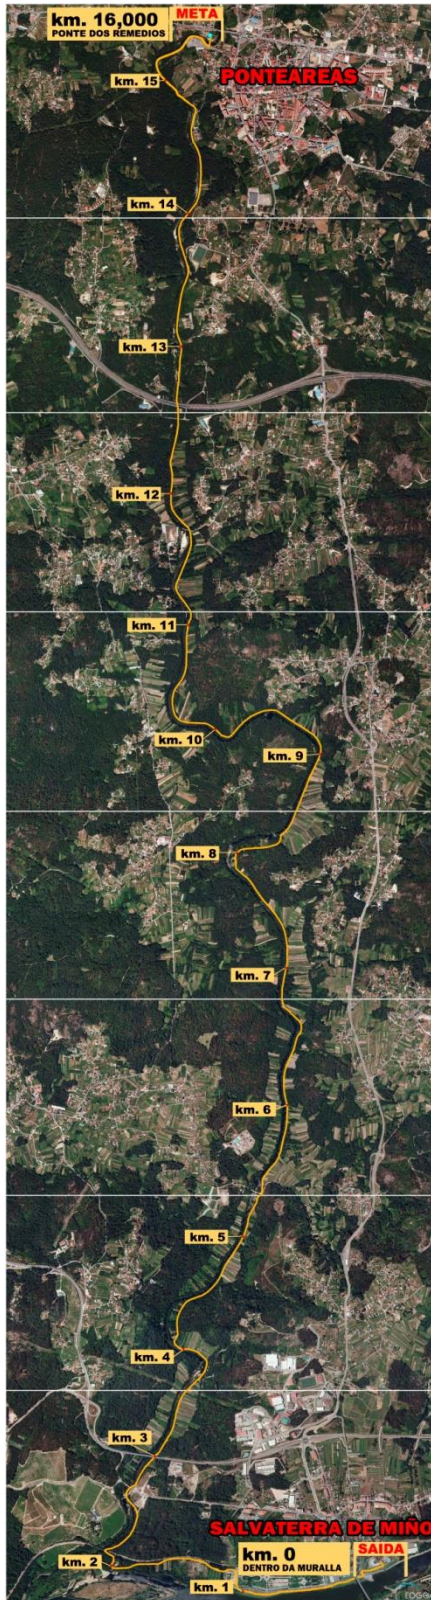 km. 16,000
PONTE DOS REMEDIOS
META
km. 15
PONTEAREAS
km. 14
km. 13
km. 12
km. 11
km. 10
km. 9
km. 8
km. 7
km. 6
km. 5
km. 4
km. 3
SALVATERRA DE MIÑO
km. 2
km. 0
DENTRO DA MURALLA
SAIDA
km. 1